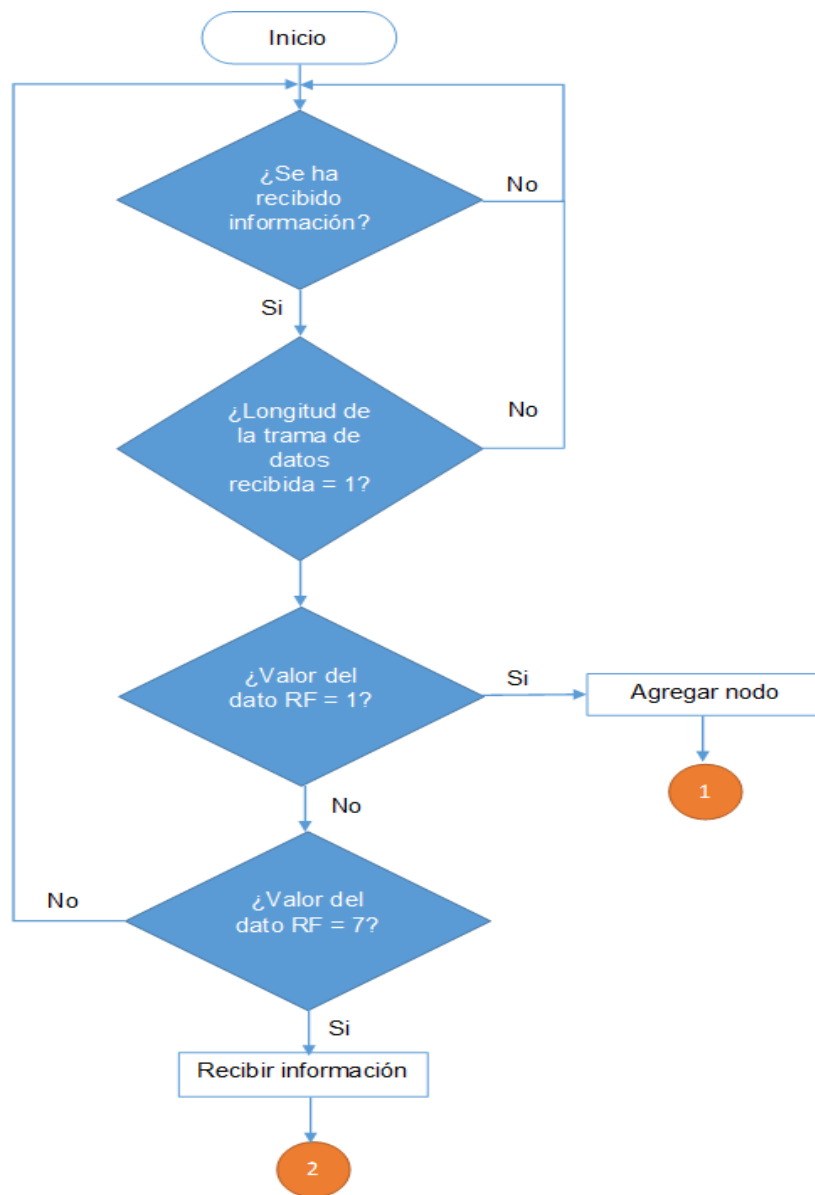 Inicio
¿Se ha
recibido
información?
No
Si
¿Longitud de
la trama de
datos
recibida = 1?
No
¿Valor del
dato RF = 1?
Si
Agregar nodo
1
No
¿Valor del
dato RF = 7?
No
Si
Recibir información
2